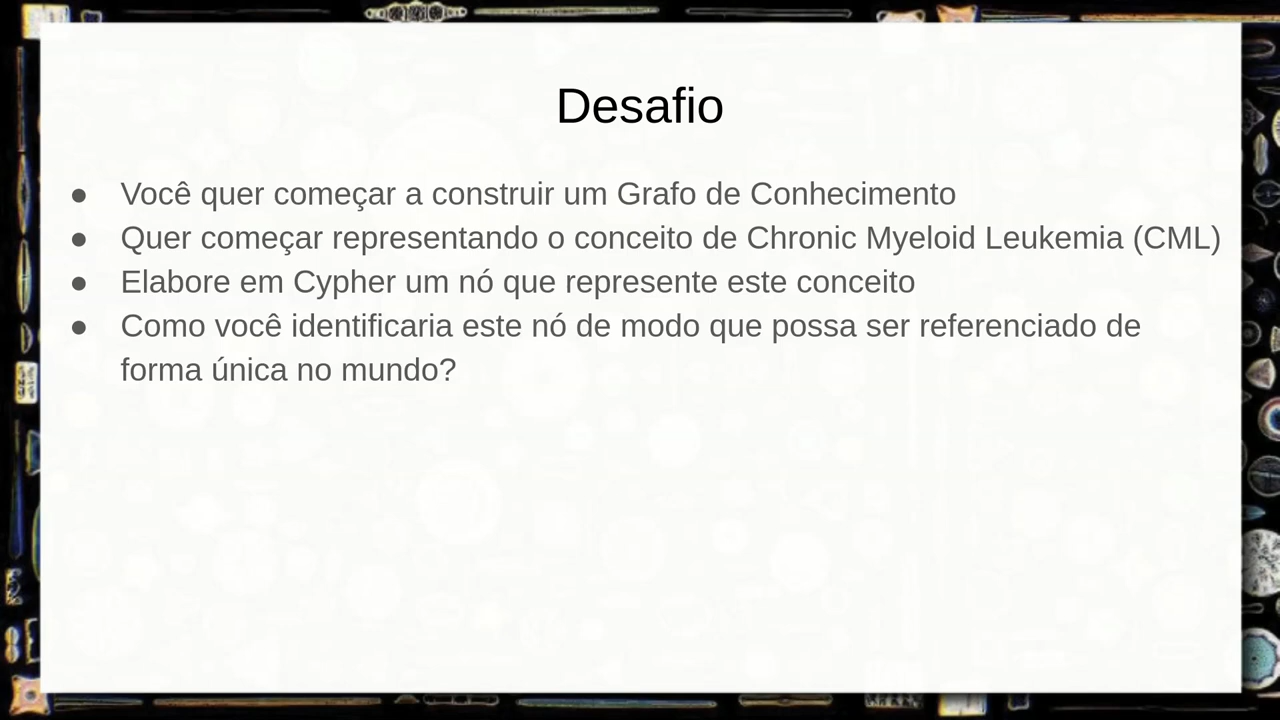 Desafio
● Você quer começar a construir um Grafo de Conhecimento
● Quer começar representando o conceito de Chronic Myeloid Leukemia (CML)
● Elabore em Cypher um nó que represente este conceito
● Como você identificaria este nó de modo que possa ser referenciado de
forma única no mundo?